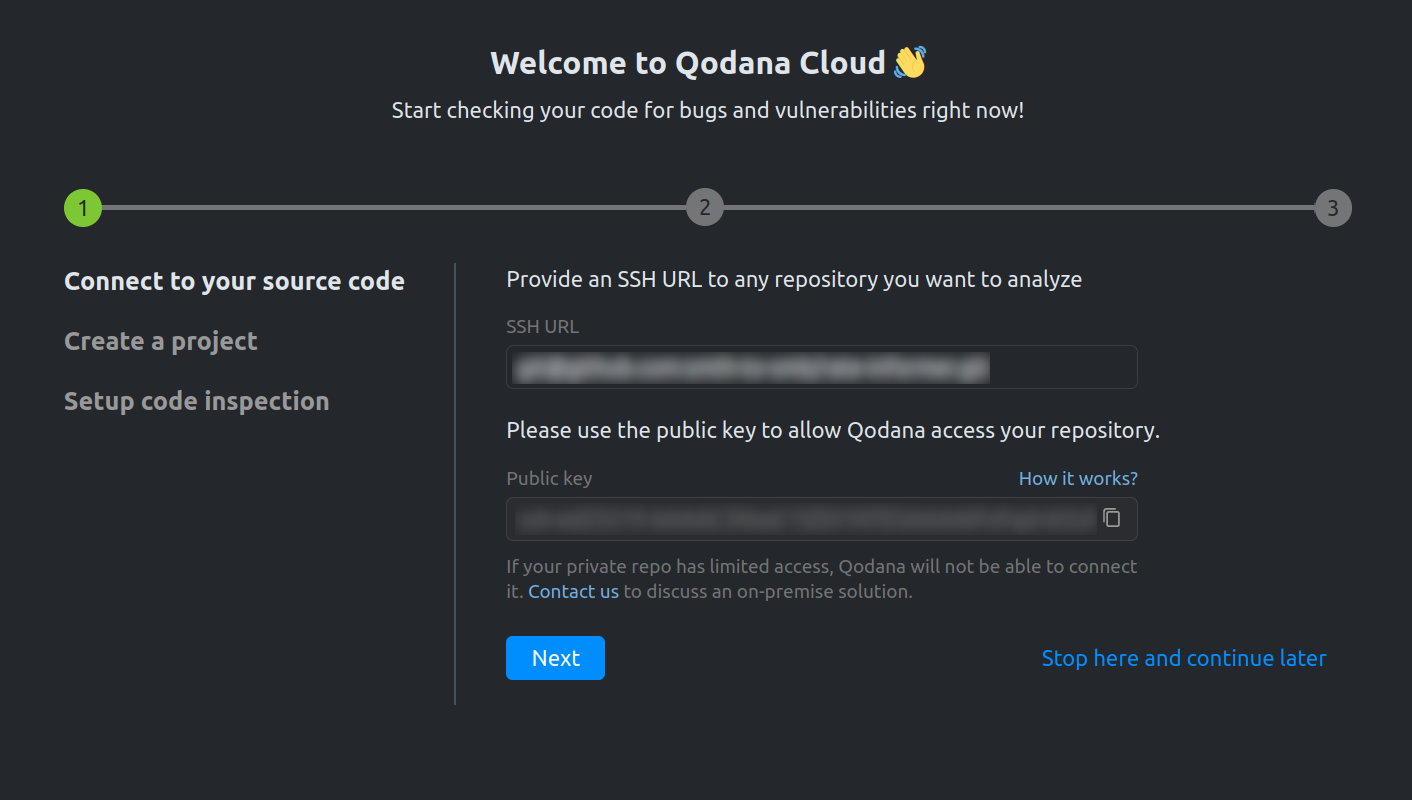 Welcome to Qodana Cloud 👋
Start checking your code for bugs and vulnerabilities right now!
1
2
3
Connect to your source code
Create a project
Setup code inspection
Provide an SSH URL to any repository you want to analyze
SSH URL
Please use the public key to allow Qodana access your repository.
Public key
How it works?
If your private repo has limited access, Qodana will not be able to connect
it. Contact us to discuss an on-premise solution.
Next
Stop here and continue later